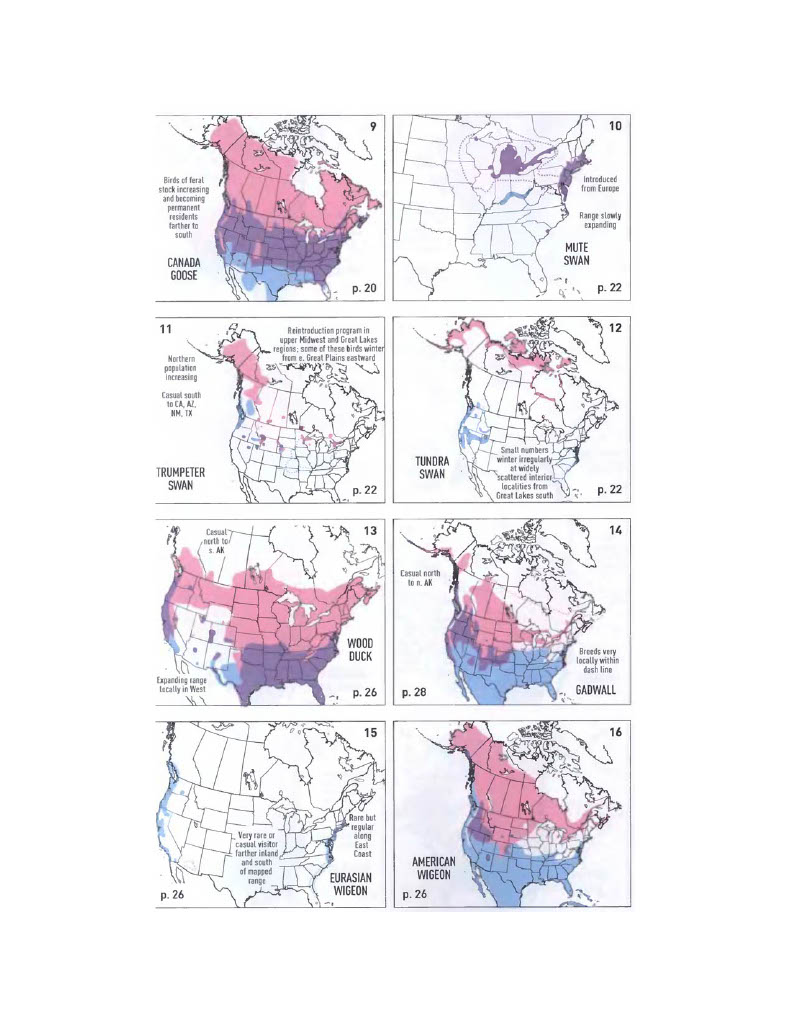 9
Birds of feral
stock increasing
and becoming
permanent
residents
farther to
south
CANADA
GOOSE
p. 20
10
Introduced
from Europe
Range slowly
expanding
MUTE
SWAN
p. 22
11
Reintroduction program in
upper Midwest and Great Lakes
regions; some of these birds winter
from e. Great Plains eastward
Northern
population
increasing
Casual south
to CA, AZ,
NM, TX
TRUMPETER
SWAN
p. 22
12
Small numbers
winter irregularly
at widely
scattered interior
localities from
Great Lakes south
TUNDRA
SWAN
p. 22
13
Casual
north to
s. AK
WOOD
DUCK
Expanding range
locally in West
p. 26
14
Casual north
to n. AK
Breeds very
locally within
dash line
p. 28
GADWALL
15
Rare but
regular
along
East
Coast
Very rare or
casual visitor
farther inland
and south
of mapped
range
EURASIAN
WIGEON
p. 26
16
AMERICAN
WIGEON
p. 26